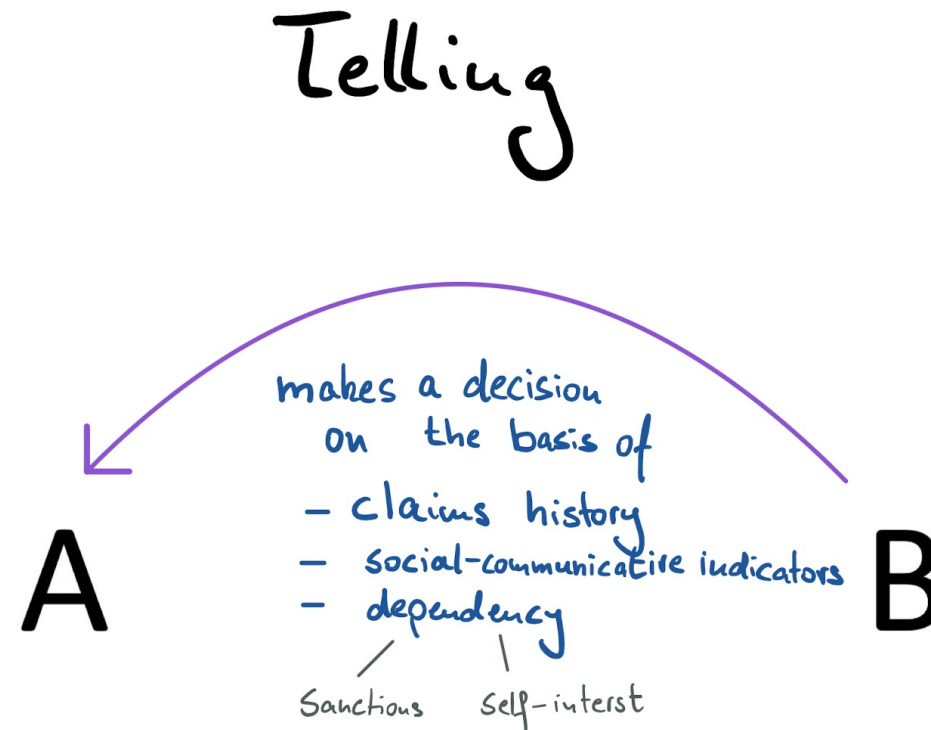 Telling
makes a decision
on the basis of
- claims history
- social-communicative indicators
A B
- dependency
Sanctions self-interst